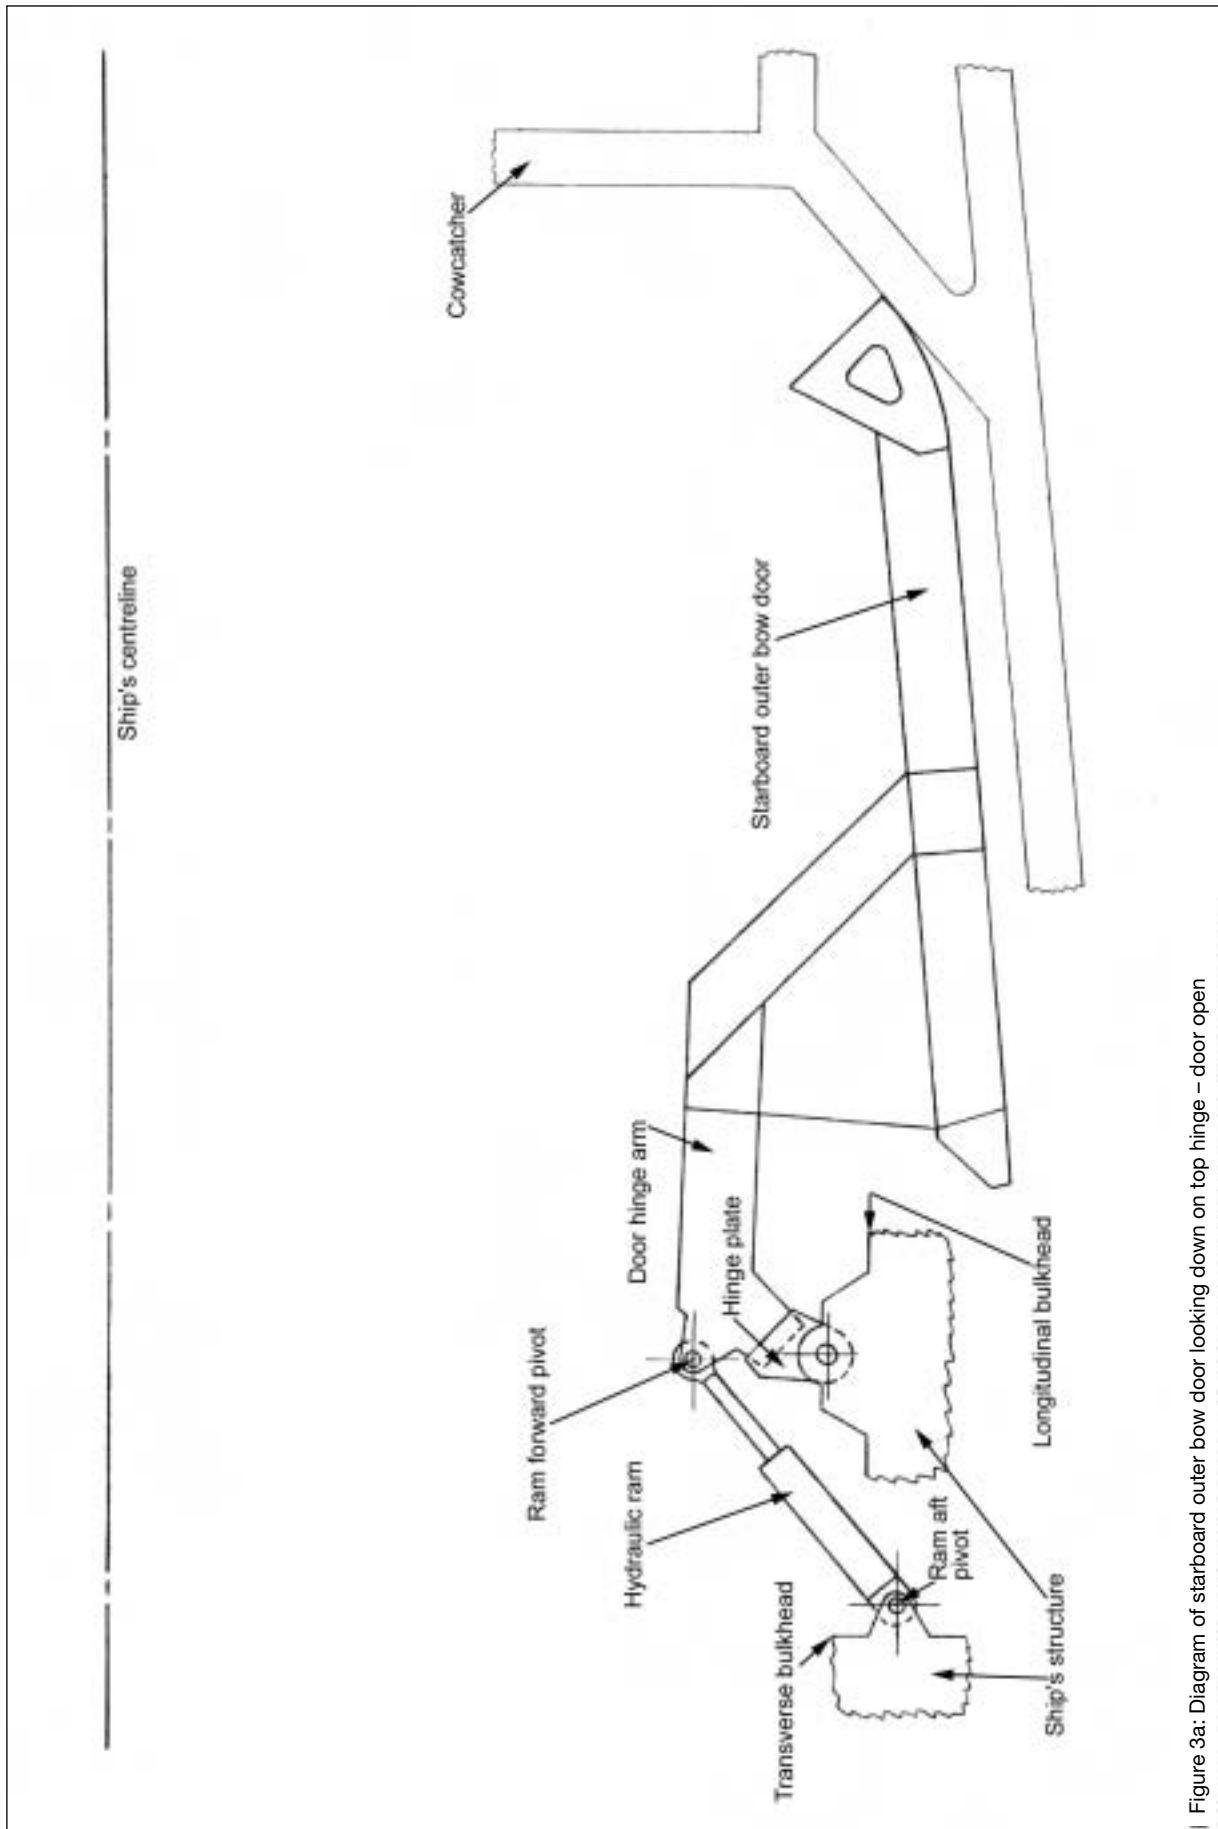 Ship's centreline
Cowcatcher
Starboard outer bow door
Door hinge arm
Hinge plate
Ram forward pivot
Hydraulic ram
Longitudinal bulkhead
Ram aft
pivot
Transverse bulkhead
Ship's structure
Figure 3a: Diagram of starboard outer bow door looking down on top hinge – door open